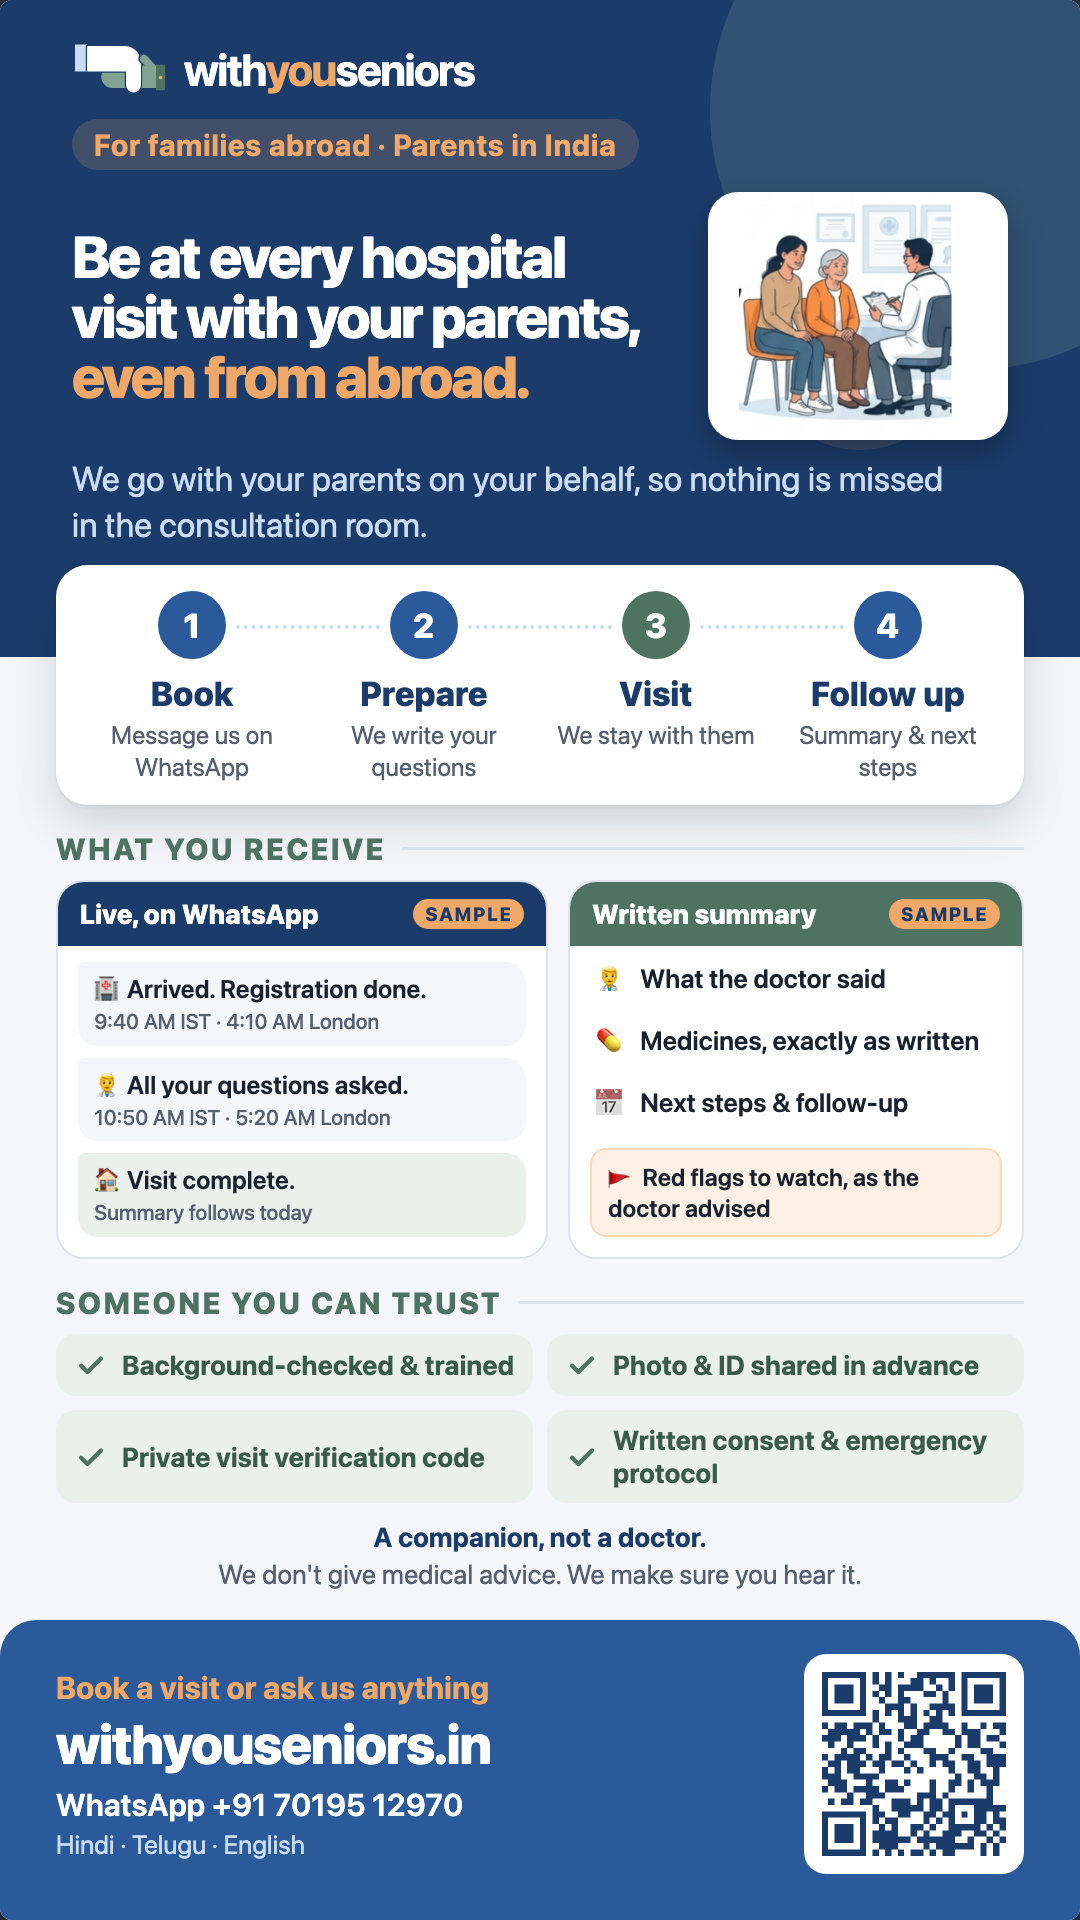 withyouseniors
For families abroad · Parents in India
Be at every hospital
visit with your parents,
even from abroad.
We go with your parents on your behalf, so nothing is missed
in the consultation room.
1
2
3
4
Book
Prepare
Visit
Follow up
Message us on
WhatsApp
We write your
questions
We stay with them
Summary & next
steps
WHAT YOU RECEIVE
Live, on WhatsApp
SAMPLE
Arrived. Registration done.
9:40 AM IST · 4:10 AM London
All your questions asked.
10:50 AM IST · 5:20 AM London
Visit complete.
Summary follows today
Written summary
SAMPLE
What the doctor said
Medicines, exactly as written
17
Next steps & follow-up
Red flags to watch, as the
doctor advised
SOMEONE YOU CAN TRUST
Background-checked & trained
Photo & ID shared in advance
Private visit verification code
Written consent & emergency
protocol
A companion, not a doctor.
We don't give medical advice. We make sure you hear it.
Book a visit or ask us anything
withyouseniors.in
WhatsApp +91 70195 12970
Hindi · Telugu · English